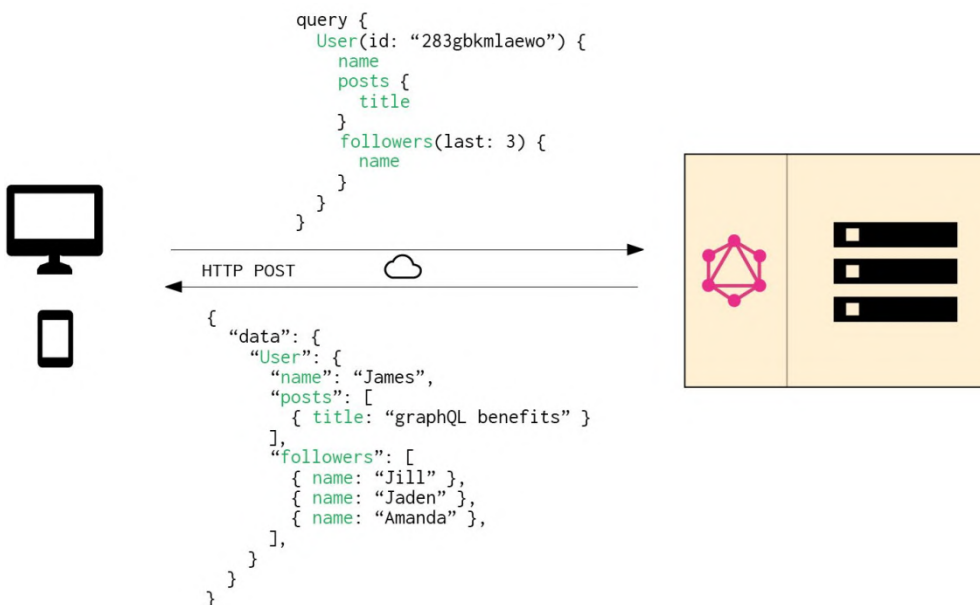 query {
  User(id: “283gbkmlaewo”) {
    name
    posts {
      title
    }
    followers(last: 3) {
      name
    }
  }
}
HTTP POST
{
  “data”: {
    “User”: {
      “name”: “James”,
      “posts”: [
        { title: “graphQL benefits” }
      ],
      “followers”: [
        { name: “Jill” },
        { name: “Jaden” },
        { name: “Amanda” },
      ],
    }
  }
}